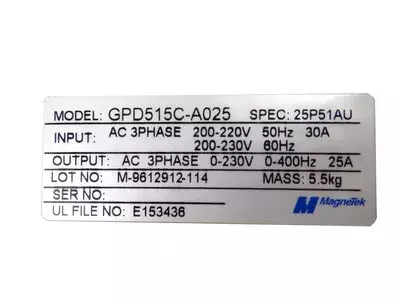 MODEL: GPD515C-A025 SPEC: 25P51AU
INPUT: AC 3PHASE 200-220V 50Hz 30A
200-230V 60Hz
OUTPUT: AC 3PHASE 0-230V 0-400Hz 25A
LOT NO: M-9612912-114 MASS: 5.5kg
SER NO:
UL FILE NO: E153436 MagneTek